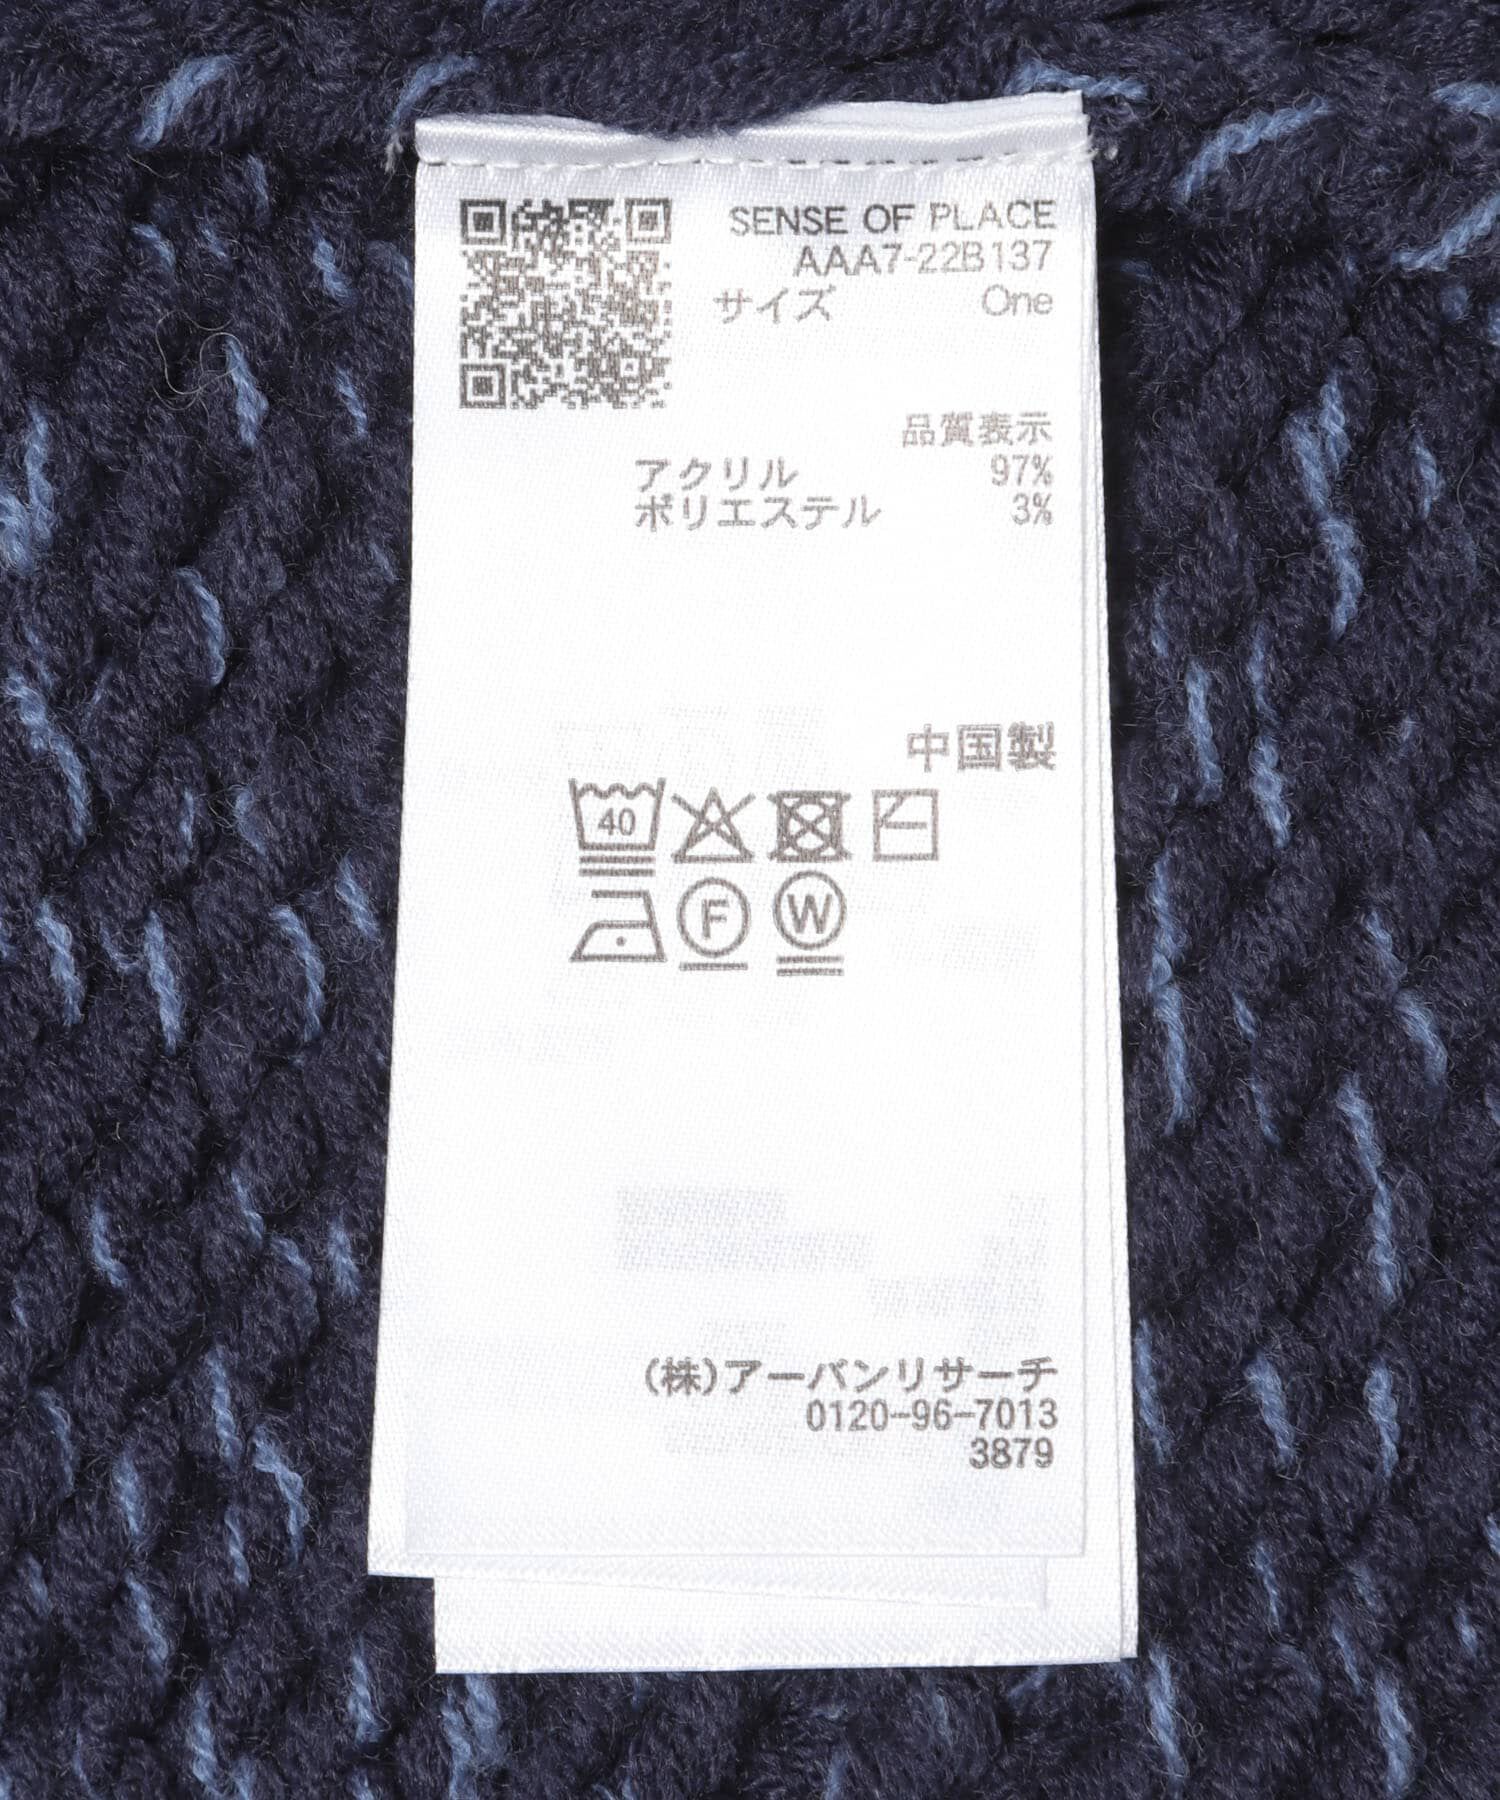 SENSE OF PLACE
AAA7-22B137
サイズ One
品質表示
アクリル 97%
ポリエステル 3%
中国製
40
F W
(株)アーバンリサーチ
0120-96-7013
3879